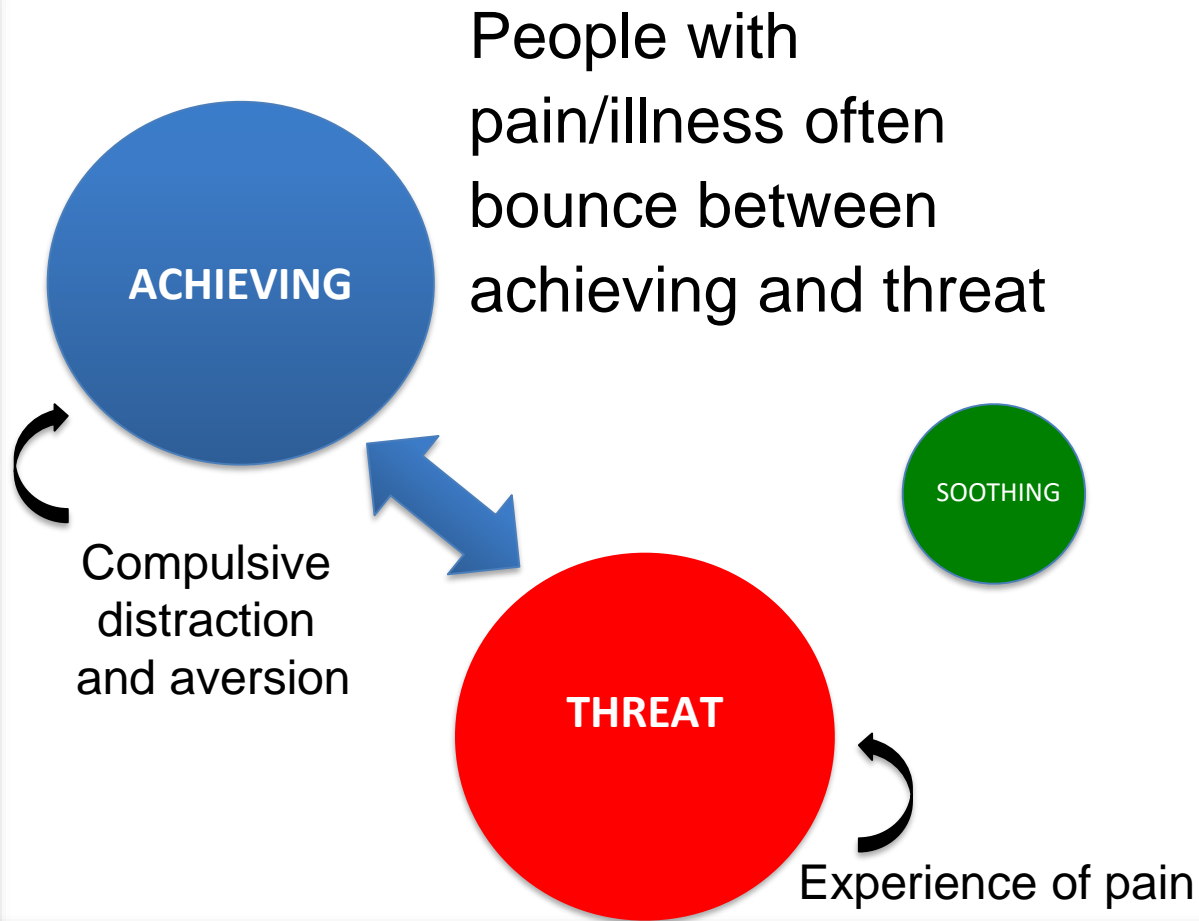 People with
pain/illness often
bounce between
achieving and threat
ACHIEVING
SOOTHING
Compulsive
distraction
and aversion
THREAT
Experience of pain